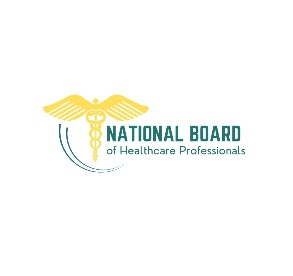 NATIONAL BOARD
of Healthcare Professionals